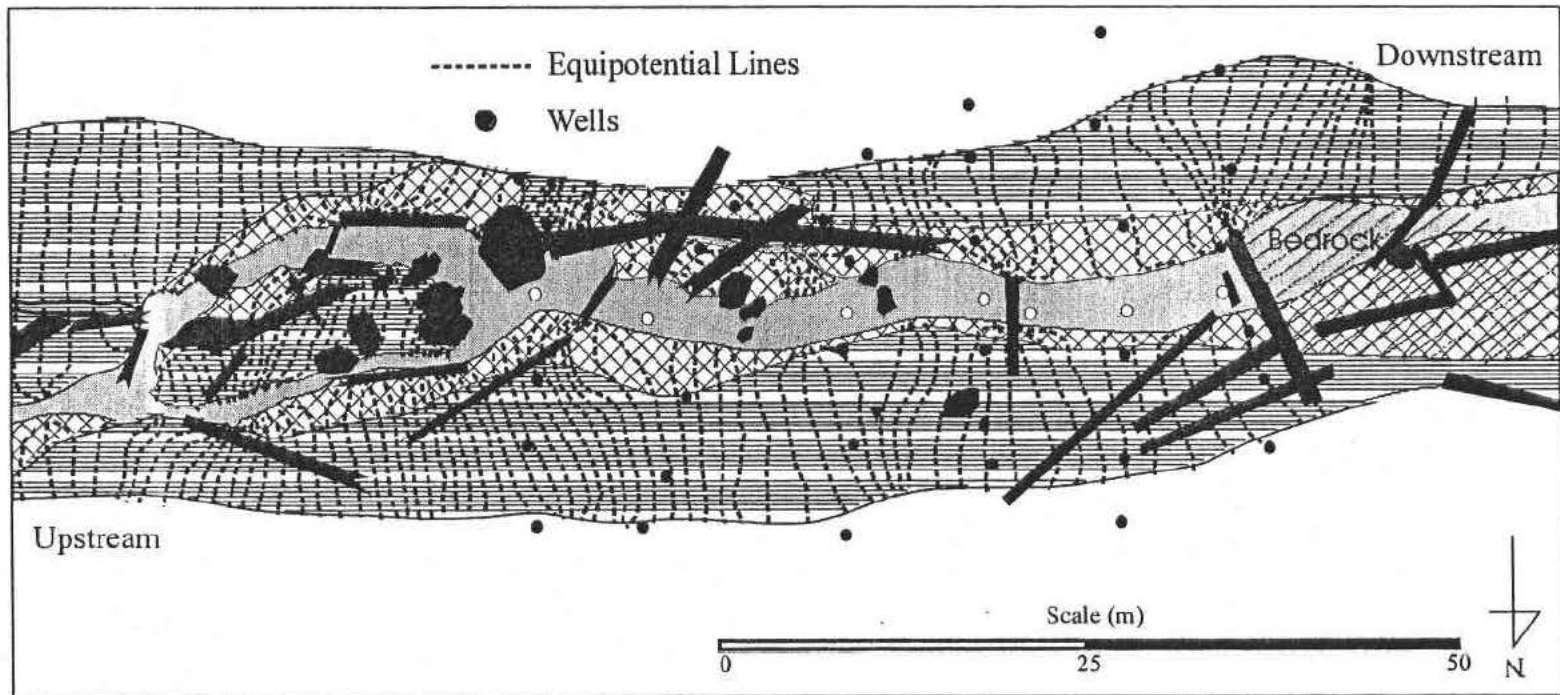 Equipotential Lines
Downstream
Wells
Bedrock
Upstream
Scale (m)
0 25 50
N